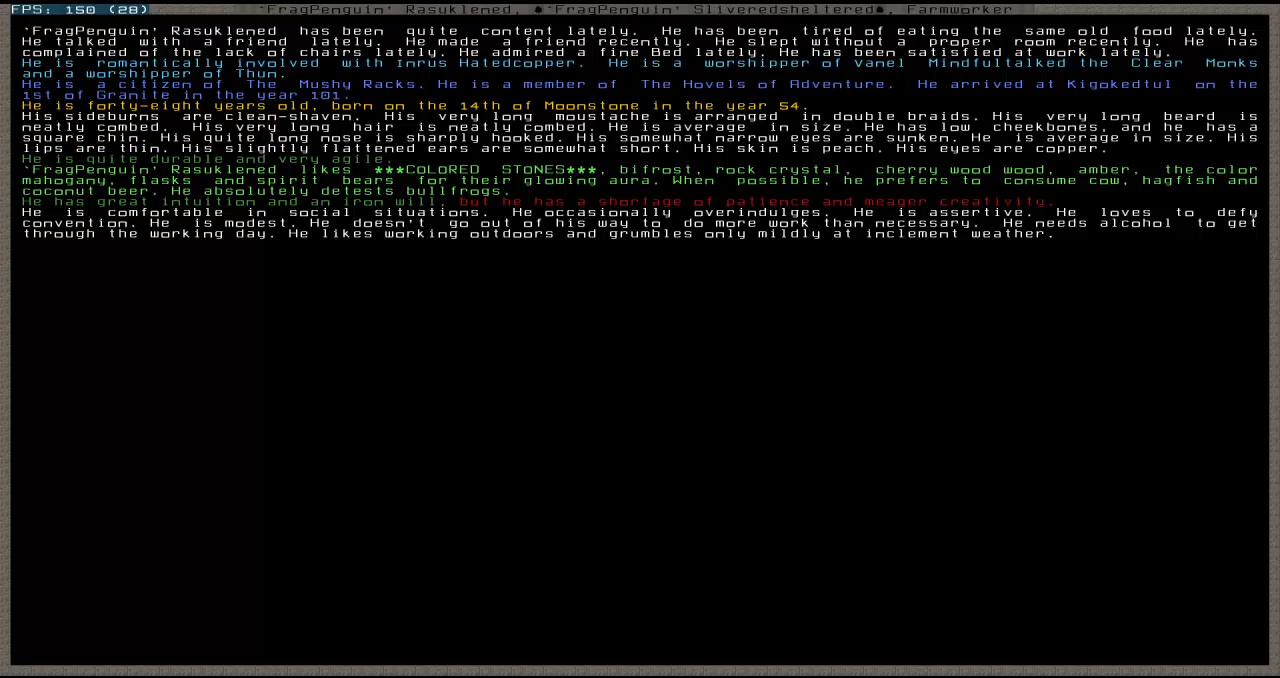 FPS: 150 (28) `FragPenguin' Rasuklened, ☻`FragPenguin' Sliveredsheltered☻, Farmworker
`FragPenguin' Rasuklened has been quite content lately. He has been tired of eating the same old food lately.
He talked with a friend lately. He made a friend recently. He slept without a proper room recently. He has
complained of the lack of chairs lately. He admired a fine Bed lately. He has been satisfied at work lately.
He is romantically involved with Inrus Hatedcopper. He is a worshipper of Vanel Mindfultalked the Clear Monks
and a worshipper of Thun.
He is a citizen of The Mushy Racks. He is a member of The Hovels of Adventure. He arrived at Kigokedtul on the
1st of Granite in the year 101.
He is forty-eight years old, born on the 14th of Moonstone in the year 54.
His sideburns are clean-shaven. His very long moustache is arranged in double braids. His very long beard is
neatly combed. His very long hair is neatly combed. He is average in size. He has low cheekbones, and he has a
square chin. His quite long nose is sharply hooked. His somewhat narrow eyes are sunken. He is average in size. His
lips are thin. His slightly flattened ears are somewhat short. His skin is peach. His eyes are copper.
He is quite durable and very agile.
`FragPenguin' Rasuklened likes ***COLORED STONES***, bifrost, rock crystal, cherry wood wood, amber, the color
mahogany, flasks and spirit bears for their glowing aura. When possible, he prefers to consume cow, hagfish and
coconut beer. He absolutely detests bullfrogs.
He has great intuition and an iron will, but he has a shortage of patience and meager creativity.
He is comfortable in social situations. He occasionally overindulges. He is assertive. He loves to defy
convention. He is modest. He doesn't go out of his way to do more work than necessary. He needs alcohol to get
through the working day. He likes working outdoors and grumbles only mildly at inclement weather.